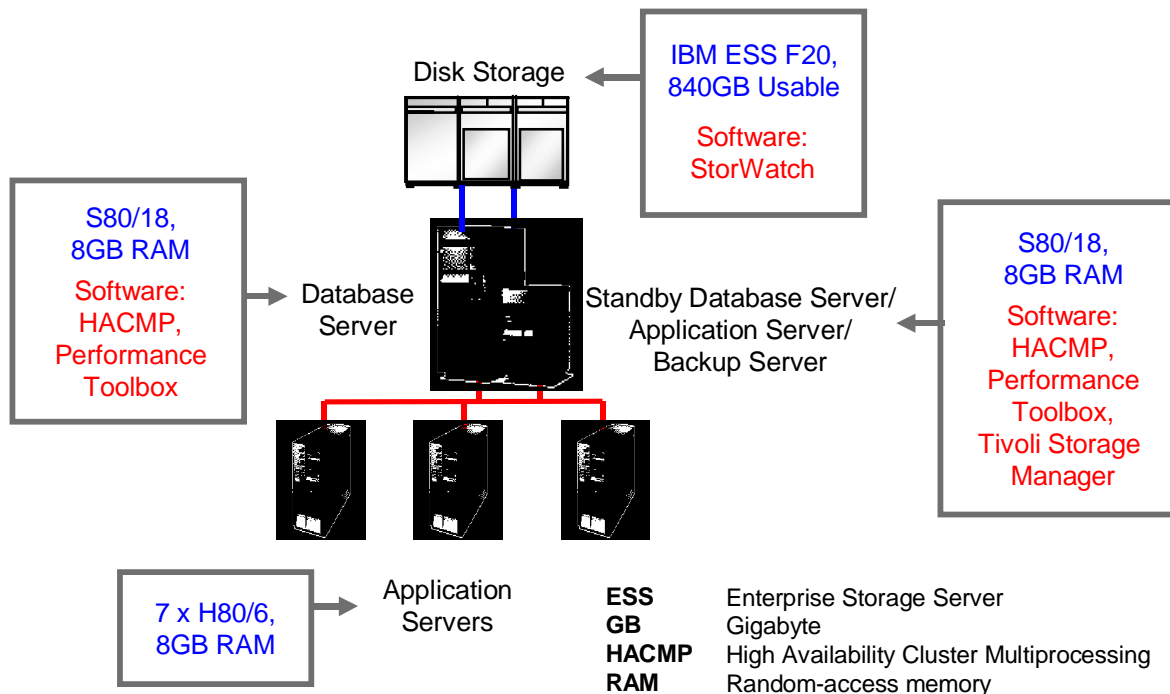 Disk Storage
IBM ESS F20,
840GB Usable
Software:
StorWatch
S80/18,
8GB RAM
Software:
HACMP,
Performance
Toolbox
Database
Server
Standby Database Server/
Application Server/
Backup Server
S80/18,
8GB RAM
Software:
HACMP,
Performance
Toolbox,
Tivoli Storage
Manager
7 x H80/6,
8GB RAM
Application
Servers
ESS Enterprise Storage Server
GB Gigabyte
HACMP High Availability Cluster Multiprocessing
RAM Random-access memory